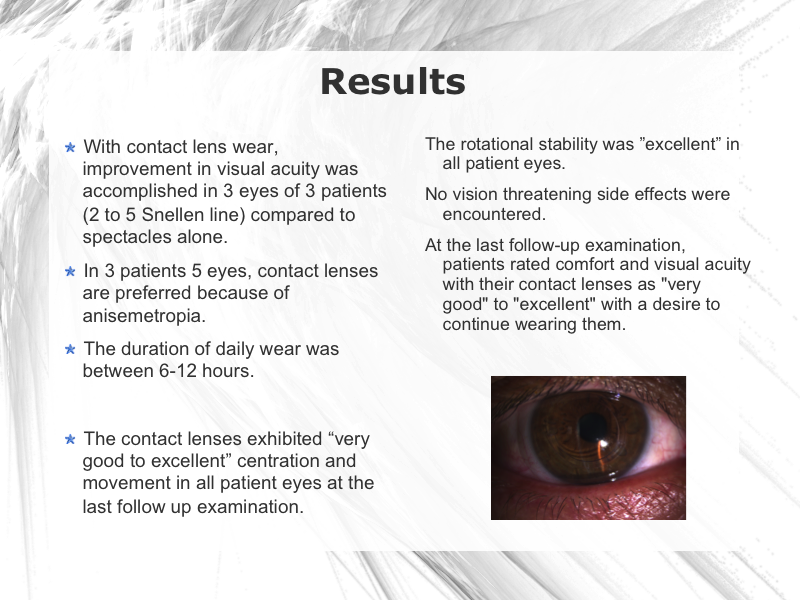 Results
With contact lens wear,
improvement in visual acuity was
accomplished in 3 eyes of 3 patients
(2 to 5 Snellen line) compared to
spectacles alone.
In 3 patients 5 eyes, contact lenses
are preferred because of
anisemetropia.
The duration of daily wear was
between 6-12 hours.
The contact lenses exhibited “very
good to excellent” centration and
movement in all patient eyes at the
last follow up examination.
The rotational stability was ”excellent” in
all patient eyes.
No vision threatening side effects were
encountered.
At the last follow-up examination,
patients rated comfort and visual acuity
with their contact lenses as "very
good" to "excellent" with a desire to
continue wearing them.